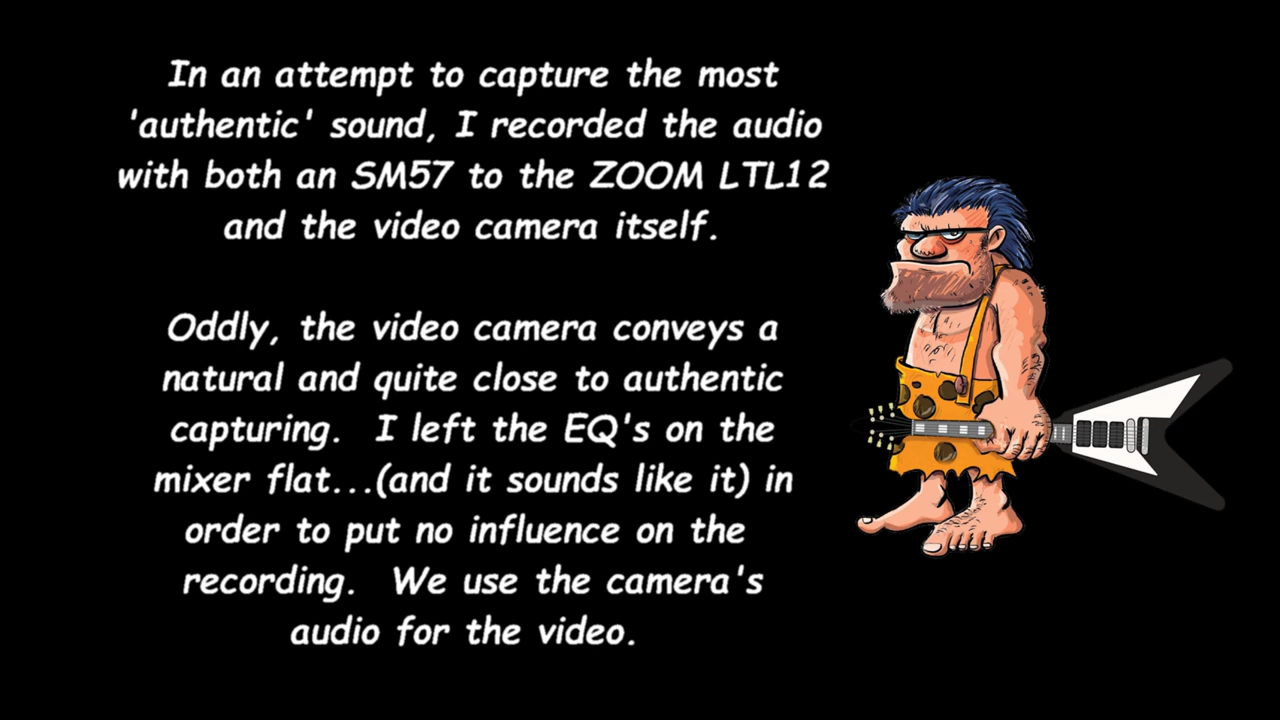 In an attempt to capture the most
'authentic' sound, I recorded the audio
with both an SM57 to the ZOOM LTL12
and the video camera itself.
Oddly, the video camera conveys a
natural and quite close to authentic
capturing.  I left the EQ's on the
mixer flat...(and it sounds like it) in
order to put no influence on the
recording.  We use the camera's
audio for the video.